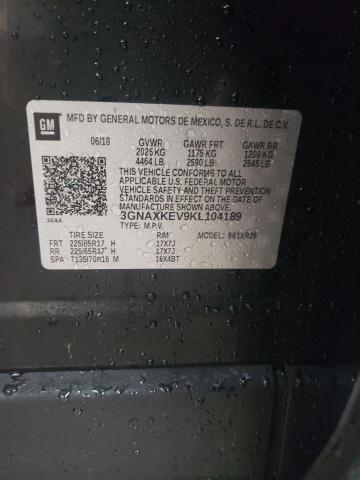 GM MFD BY GENERAL MOTORS DE MEXICO, S. DE R.L. DE C.V.
06/18 GVWR GAWR FRT GAWR RR
2025 KG 1175 KG 1200 KG
4464 LB 2590 LB 2645 LB
THIS VEHICLE CONFORMS TO ALL
APPLICABLE U.S. FEDERAL MOTOR
VEHICLE SAFETY, BUMPER, AND THEFT
PREVENTION STANDARDS IN EFFECT ON
THE DATE OF MANUFACTURE SHOWN
ABOVE.
3GNAXKEV9KL104189
3E4A TYPE: M.P.V.
TIRE SIZE RIM MODEL:
FRT 225/65R17 H 17X7J
RR 225/65R17 H 17X7J
SPA T135/70R16 M 16X4BT